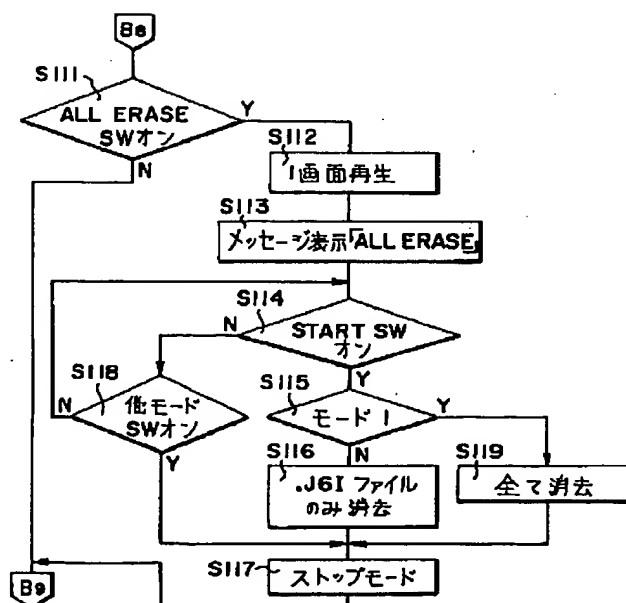 B8
S111
ALL ERASE
SWオン
Y
N
S112
1画面再生
S113
メッセージ表示「ALL ERASE」
S114
N
START SW
オン
Y
S118
N
他モード
SWオン
Y
S115
モード 1
Y
N
S116
.J6I ファイル
のみ 消去
S119
全て 消去
S117
ストップモード
B9